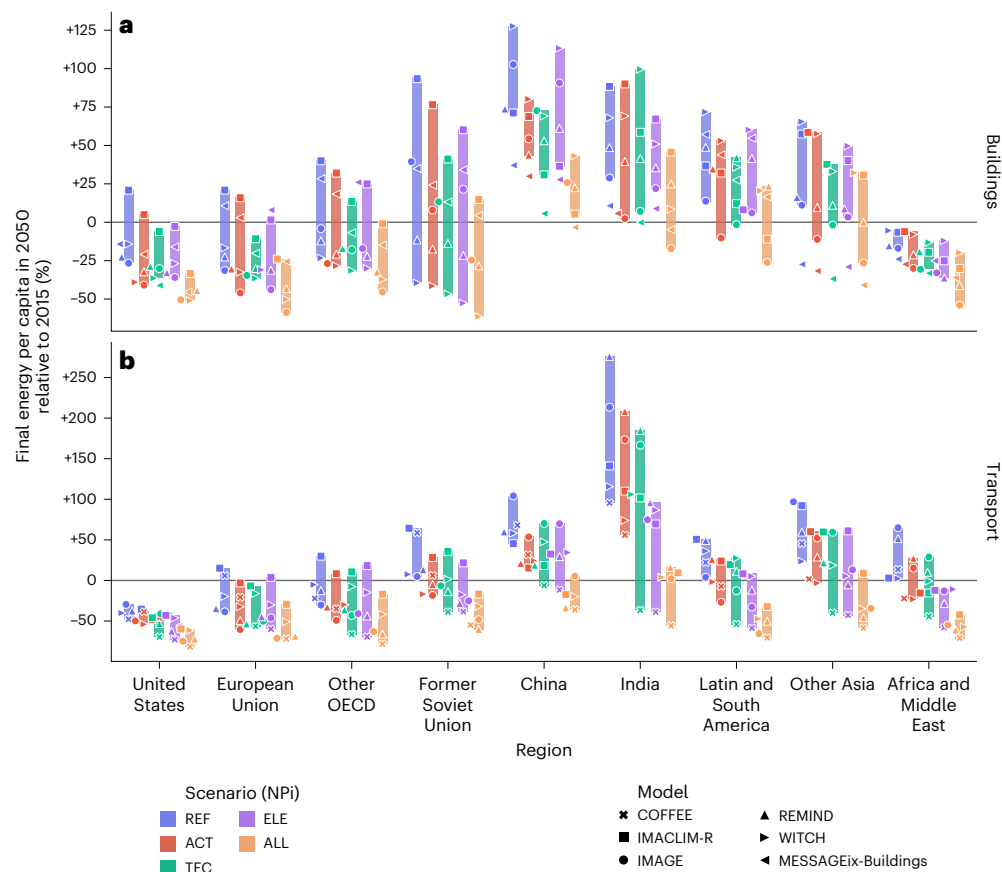 a
Final energy per capita in 2050
relative to 2015 (%)
+125
+100
+75
+50
+25
0
−25
−50
Buildings
b
+250
+200
+150
+100
+50
0
−50
Transport
United
States
European
Union
Other
OECD
Former
Soviet
Union
China
India
Latin and
South
America
Other Asia
Africa and
Middle
East
Region
Scenario (NPi)
REF
ELE
ACT
ALL
TEC
Model
COFFEE
REMIND
IMACLIM-R
WITCH
IMAGE
MESSAGEix-Buildings